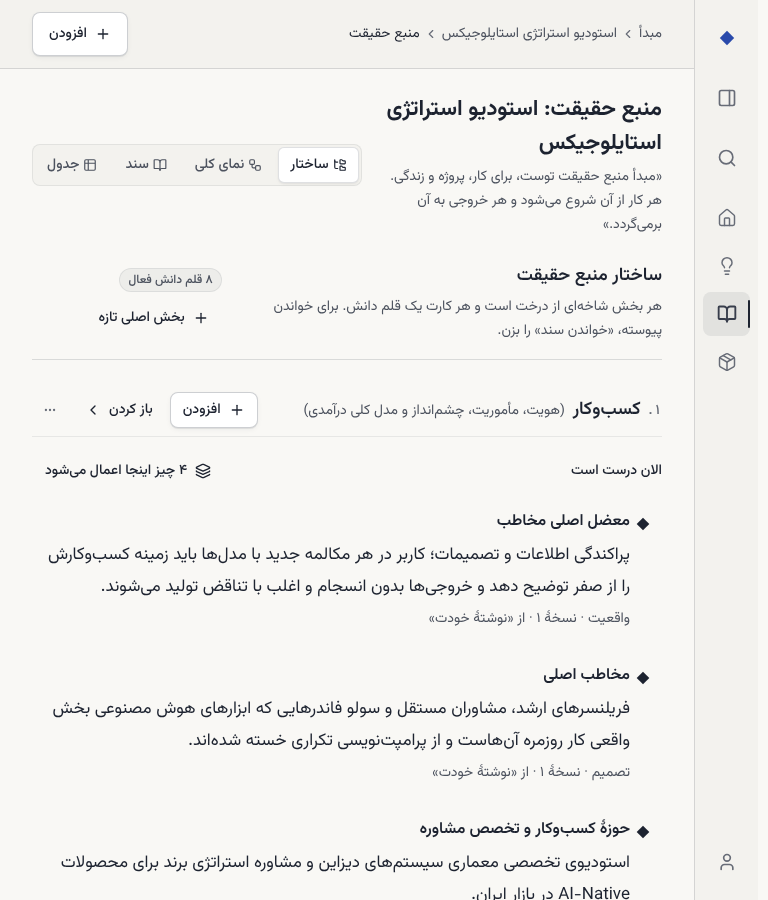 مبدأ › استودیو استراتژی استایلوجیکس › منبع حقیقت
افزودن
منبع حقیقت: استودیو استراتژی
استایلوجیکس
«مبدأ منبع حقیقت توست، برای کار، پروژه و زندگی.
هر کار از آن شروع می‌شود و هر خروجی به آن
برمی‌گردد.»
ساختار
نمای کلی
سند
جدول
ساختار منبع حقیقت
۸ قلم دانش فعال
هر بخش شاخه‌ای از درخت است و هر کارت یک قلم دانش. برای خواندن
پیوسته، «خواندن سند» را بزن.
بخش اصلی تازه
۱. کسب‌وکار (هویت، مأموریت، چشم‌انداز و مدل کلی درآمدی)
افزودن
باز کردن
الان درست است
۴ چیز اینجا اعمال می‌شود
معضل اصلی مخاطب
پراکندگی اطلاعات و تصمیمات؛ کاربر در هر مکالمه جدید با مدل‌ها باید زمینه کسب‌وکارش
را از صفر توضیح دهد و خروجی‌ها بدون انسجام و اغلب با تناقض تولید می‌شوند.
واقعیت · نسخهٔ ۱ · از «نوشتهٔ خودت»
مخاطب اصلی
فریلنسرهای ارشد، مشاوران مستقل و سولو فاندرهایی که ابزارهای هوش مصنوعی بخش
واقعی کار روزمره آن‌هاست و از پرامپت‌نویسی تکراری خسته شده‌اند.
تصمیم · نسخهٔ ۱ · از «نوشتهٔ خودت»
حوزهٔ کسب‌وکار و تخصص مشاوره
استودیوی تخصصی معماری سیستم‌های دیزاین و مشاوره استراتژی برند برای محصولات
AI-Native در بازار ایران.